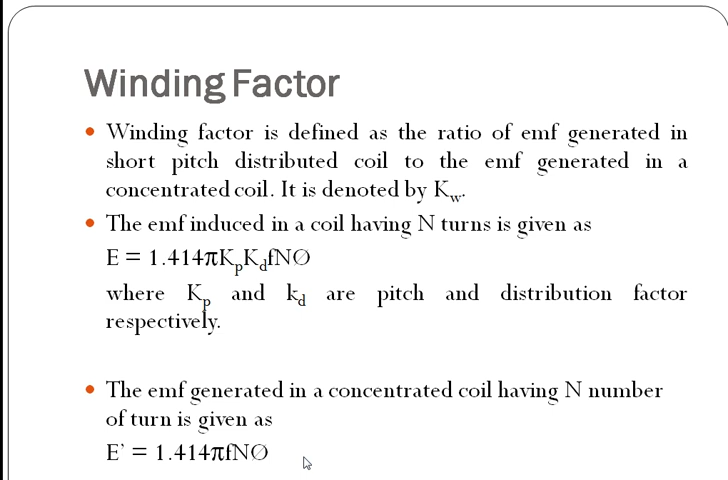 Winding Factor
• Winding factor is defined as the ratio of emf generated in
short pitch distributed coil to the emf generated in a
concentrated coil. It is denoted by Kw.
• The emf induced in a coil having N turns is given as
E = 1.414πKpKdfNØ
where Kp and kd are pitch and distribution factor
respectively.
• The emf generated in a concentrated coil having N number
of turn is given as
E' = 1.414πfNØ